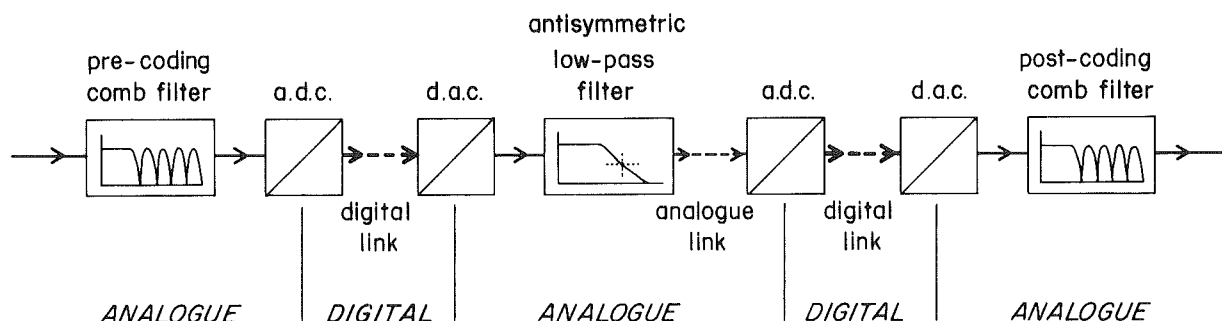 antisymmetric
pre-coding
comb filter
a.d.c.
d.a.c.
low-pass
filter
a.d.c.
d.a.c.
post-coding
comb filter
digital
link
analogue
link
digital
link
ANALOGUE
DIGITAL
ANALOGUE
DIGITAL
ANALOGUE